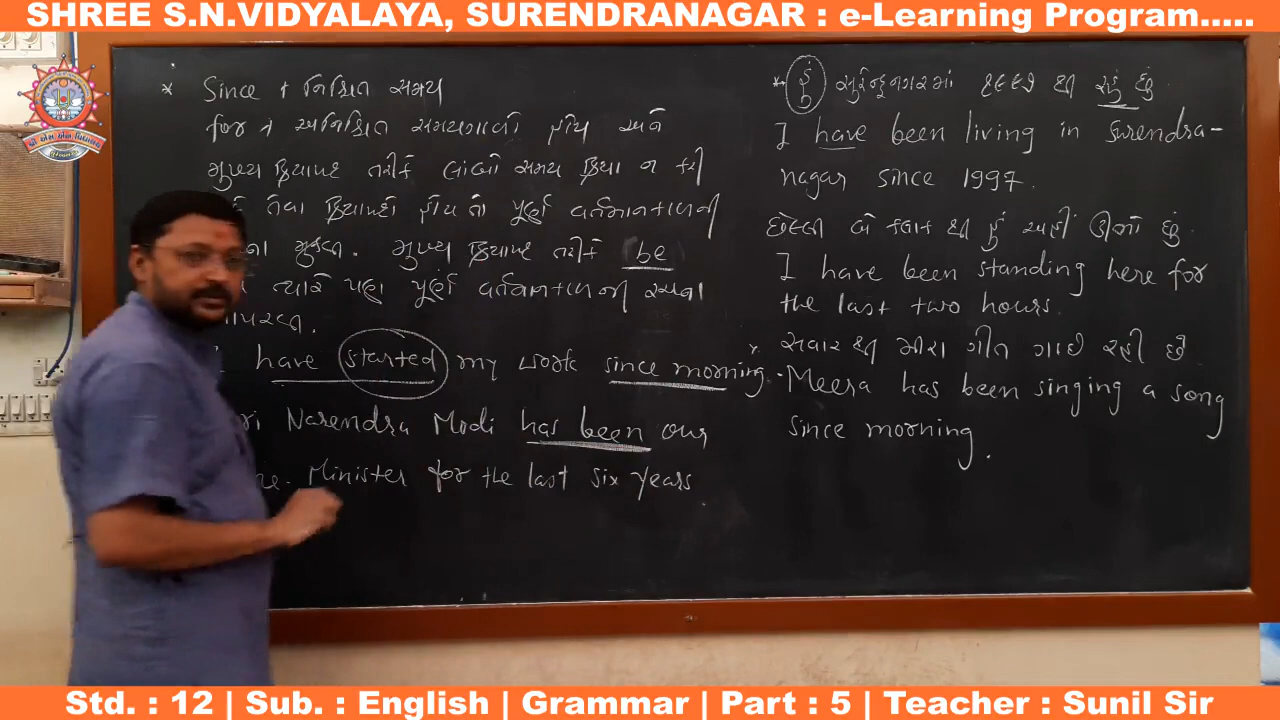 SHREE S.N.VIDYALAYA, SURENDRANAGAR : e-Learning Program.....
* Since + નિશ્ચિત સમય
for + અનિશ્ચિત સમયગાળો હોય અને
મુખ્ય ક્રિયાપદ તરીકે લાંબો સમય ક્રિયા ન કરી
તેવા ક્રિયાપદો હોય તો પૂર્ણ વર્તમાનકાળની
મુકવા. મુખ્ય ક્રિયાપદ તરીકે be
ત્યારે પણ પૂર્ણ વર્તમાનકાળની રચના
વાપરવા.
have started my work since morning.
Narendra Modi has been our
Minister for the last six years.
હું સુરેન્દ્રનગરમાં થી રહું છું.
I have been living in Surendra-
nagar since 1997.
છેલ્લા બે કલાક થી હું અહીં ઊભો છું.
I have been standing here for
the last two hours.
સવાર થી મીરા ગીત ગાઈ રહી છે
Meera has been singing a song
since morning.
Std. : 12 | Sub. : English | Grammar | Part : 5 | Teacher : Sunil Sir